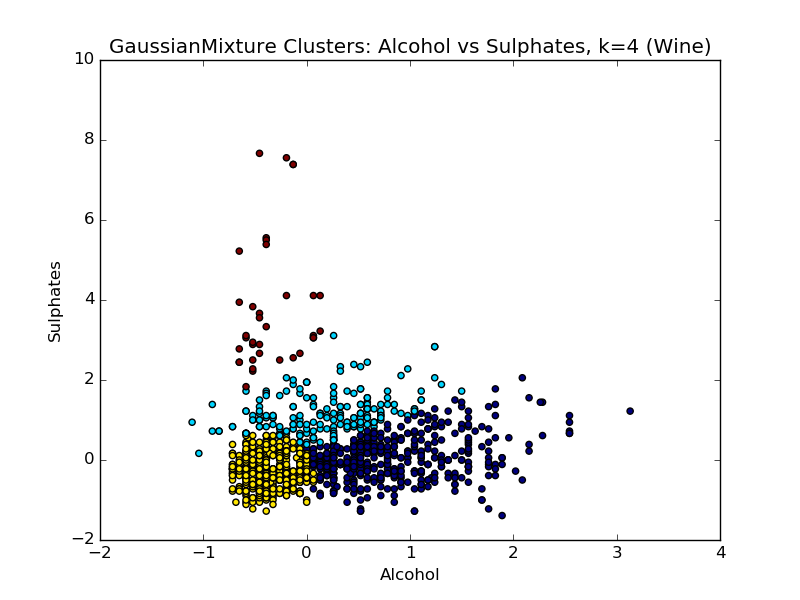 GaussianMixture Clusters: Alcohol vs Sulphates, k=4 (Wine)
10
8
6
4
2
0
−2
Sulphates
−2 −1 0 1 2 3 4
Alcohol